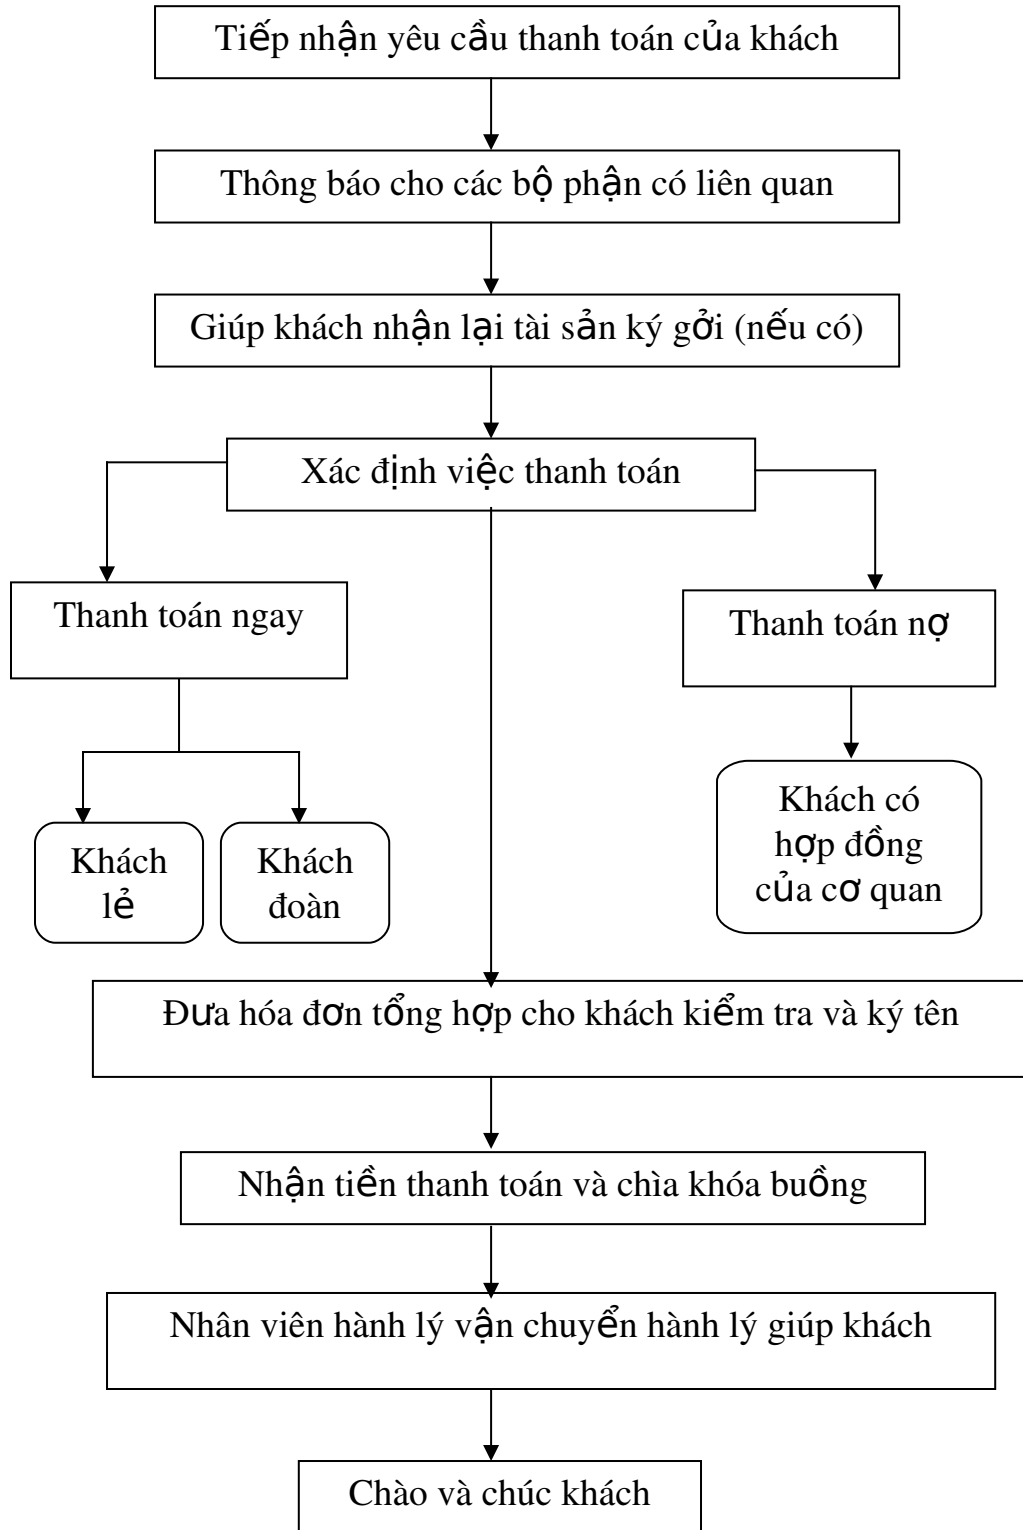 Tiếp nhận yêu cầu thanh toán của khách
Thông báo cho các bộ phận có liên quan
Giúp khách nhận lại tài sản ký gởi (nếu có)
Xác định việc thanh toán
Thanh toán ngay
Thanh toán nợ
Khách
lẻ
Khách
đoàn
Khách có
hợp đồng
của cơ quan
Đưa hóa đơn tổng hợp cho khách kiểm tra và ký tên
Nhận tiền thanh toán và chìa khóa buồng
Nhân viên hành lý vận chuyển hành lý giúp khách
Chào và chúc khách